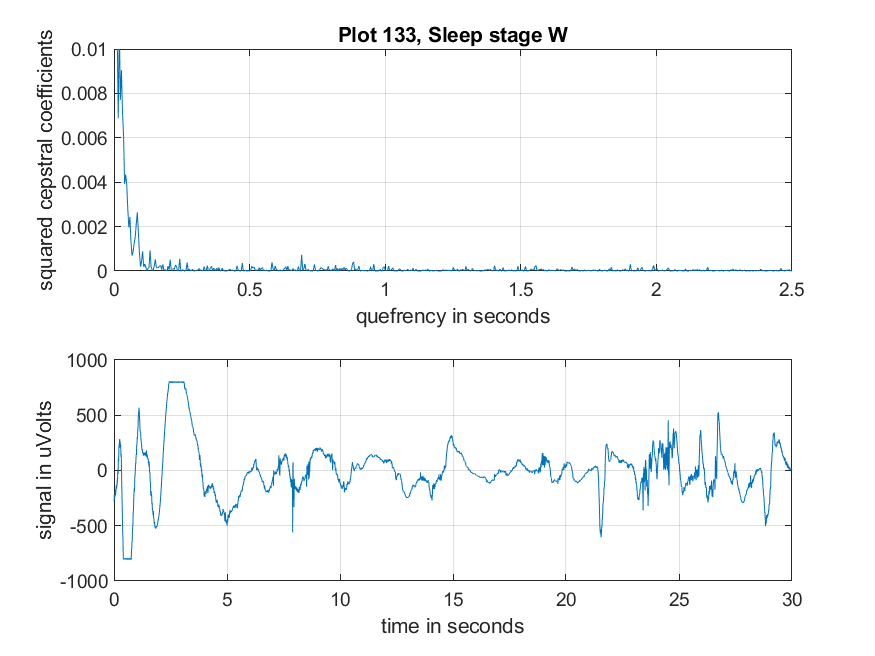 Plot 133, Sleep stage W
squared cepstral coefficients
0.01
0.008
0.006
0.004
0.002
0
0 0.5 1 1.5 2 2.5
quefrency in seconds
signal in uVolts
1000
500
0
-500
-1000
0 5 10 15 20 25 30
time in seconds